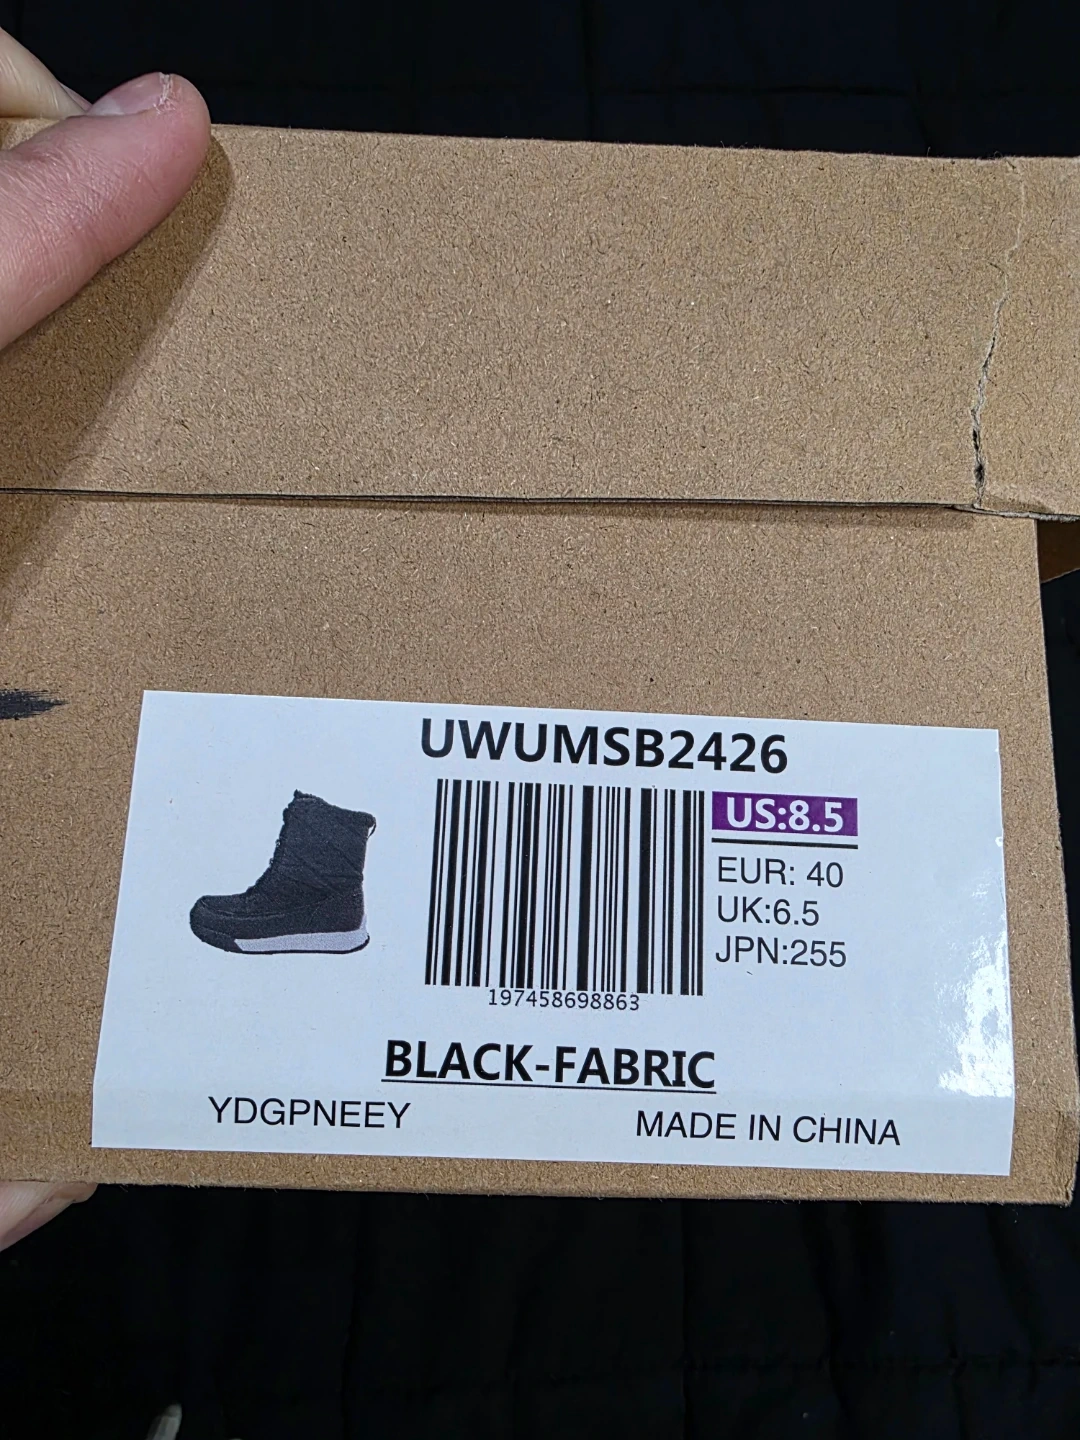 UWUMSB2426
US:8.5
EUR: 40
UK:6.5
JPN:255
197458698863
BLACK-FABRIC
YDGPNEEY
MADE IN CHINA